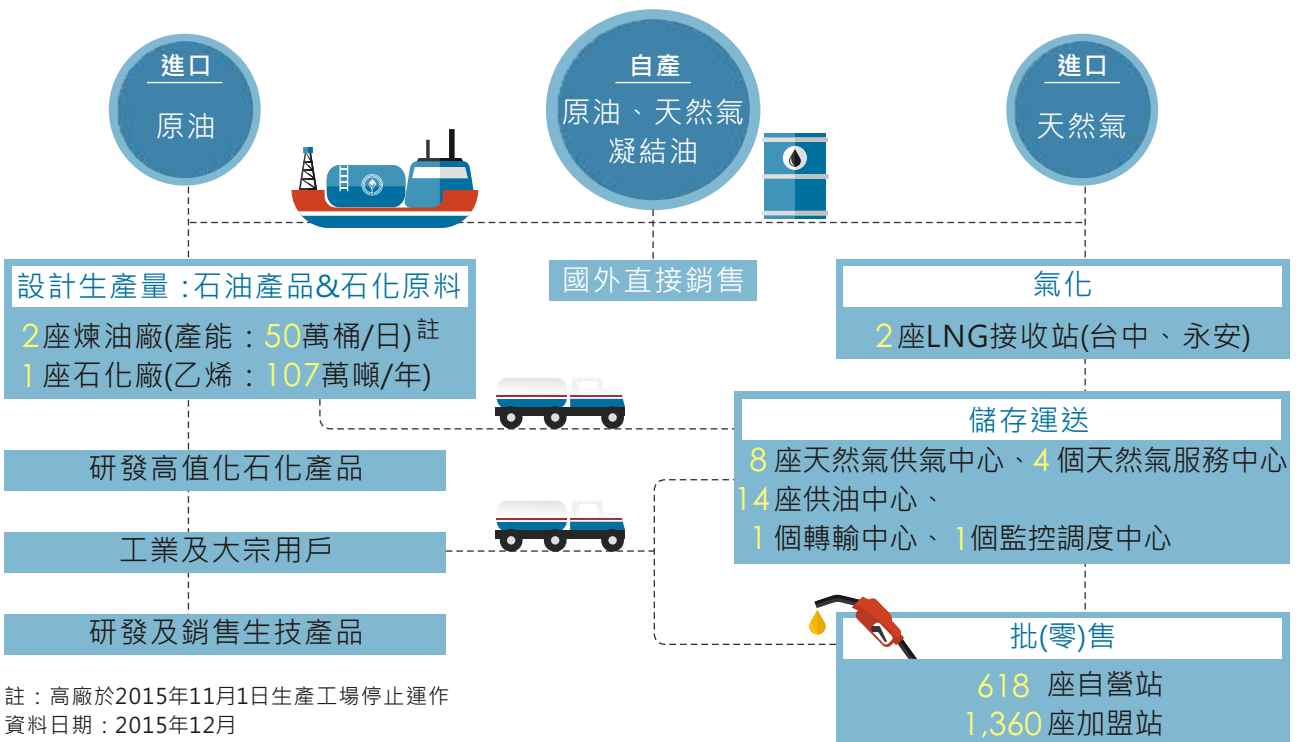 進口
原油
自產
原油、天然氣
凝結油
進口
天然氣
設計生產量:石油產品&石化原料
2座煉油廠(產能:50萬桶/日)註
1座石化廠(乙烯:107萬噸/年)
國外直接銷售
氣化
2座LNG接收站(台中、永安)
儲存運送
8座天然氣供氣中心、4個天然氣服務中心
14座供油中心、
1個轉輸中心、1個監控調度中心
研發高值化石化產品
工業及大宗用戶
研發及銷售生技產品
批(零)售
618 座自營站
1,360座加盟站
註:高廠於2015年11月1日生產工場停止運作
資料日期:2015年12月